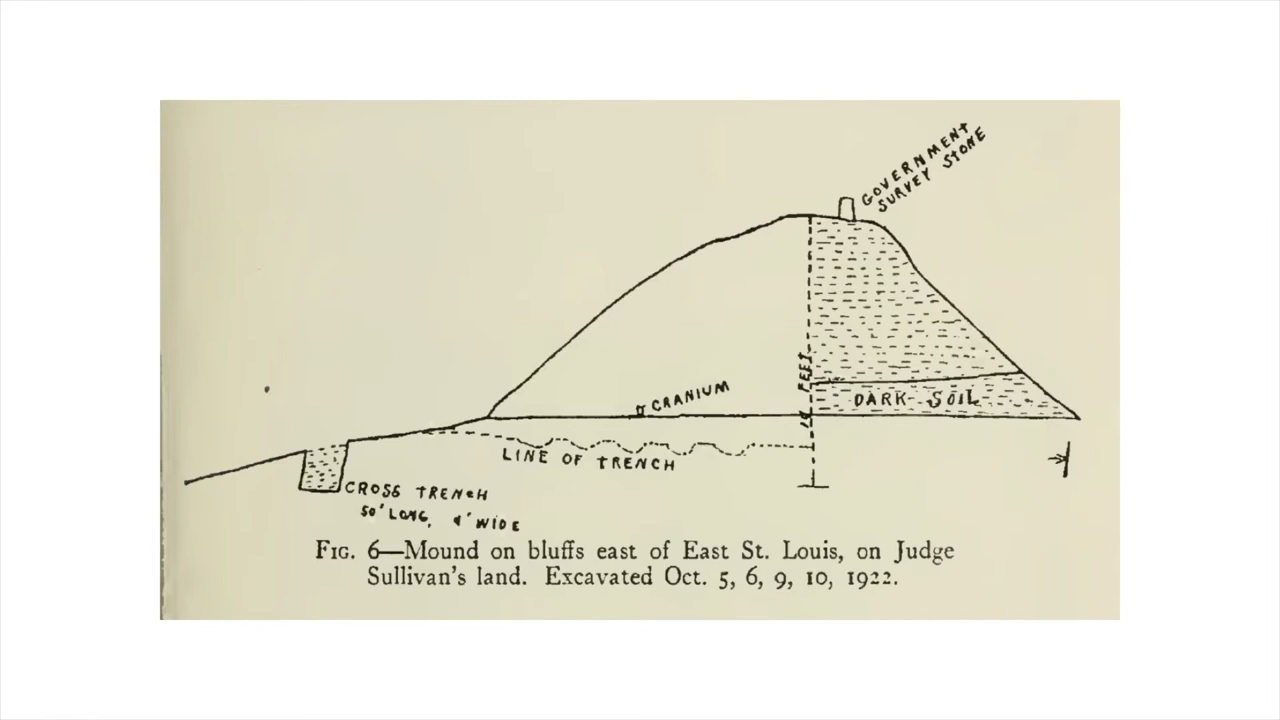 GOVERNMENT
SURVEY STONE
CRANIUM
FEET
DARK SOIL
LINE OF TRENCH
CROSS TRENCH
50' LONG, 4' WIDE
FIG. 6—Mound on bluffs east of East St. Louis, on Judge
Sullivan's land. Excavated Oct. 5, 6, 9, 10, 1922.